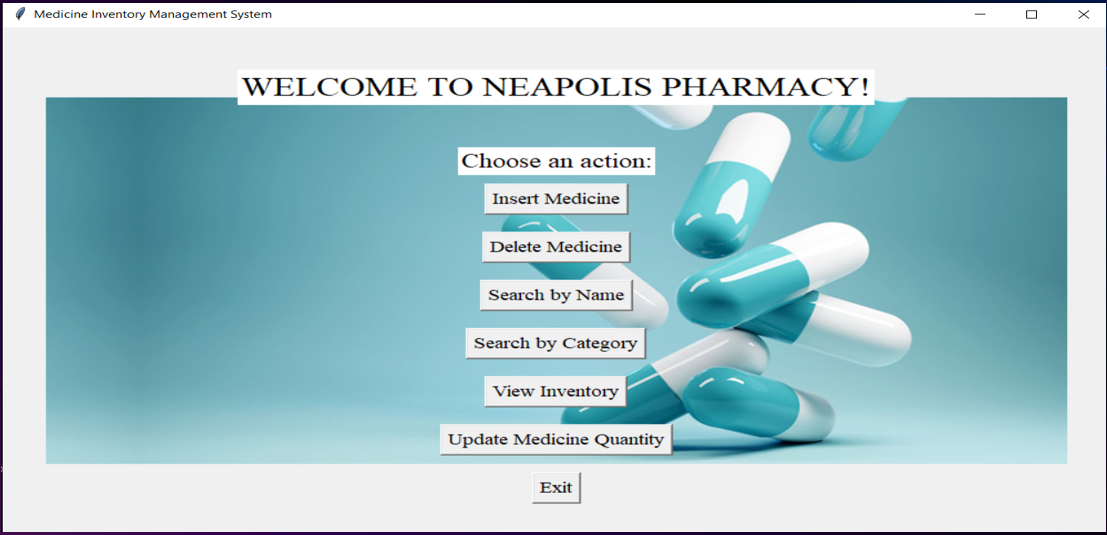 Medicine Inventory Management System
WELCOME TO NEAPOLIS PHARMACY!
Choose an action:
Insert Medicine
Delete Medicine
Search by Name
Search by Category
View Inventory
Update Medicine Quantity
Exit